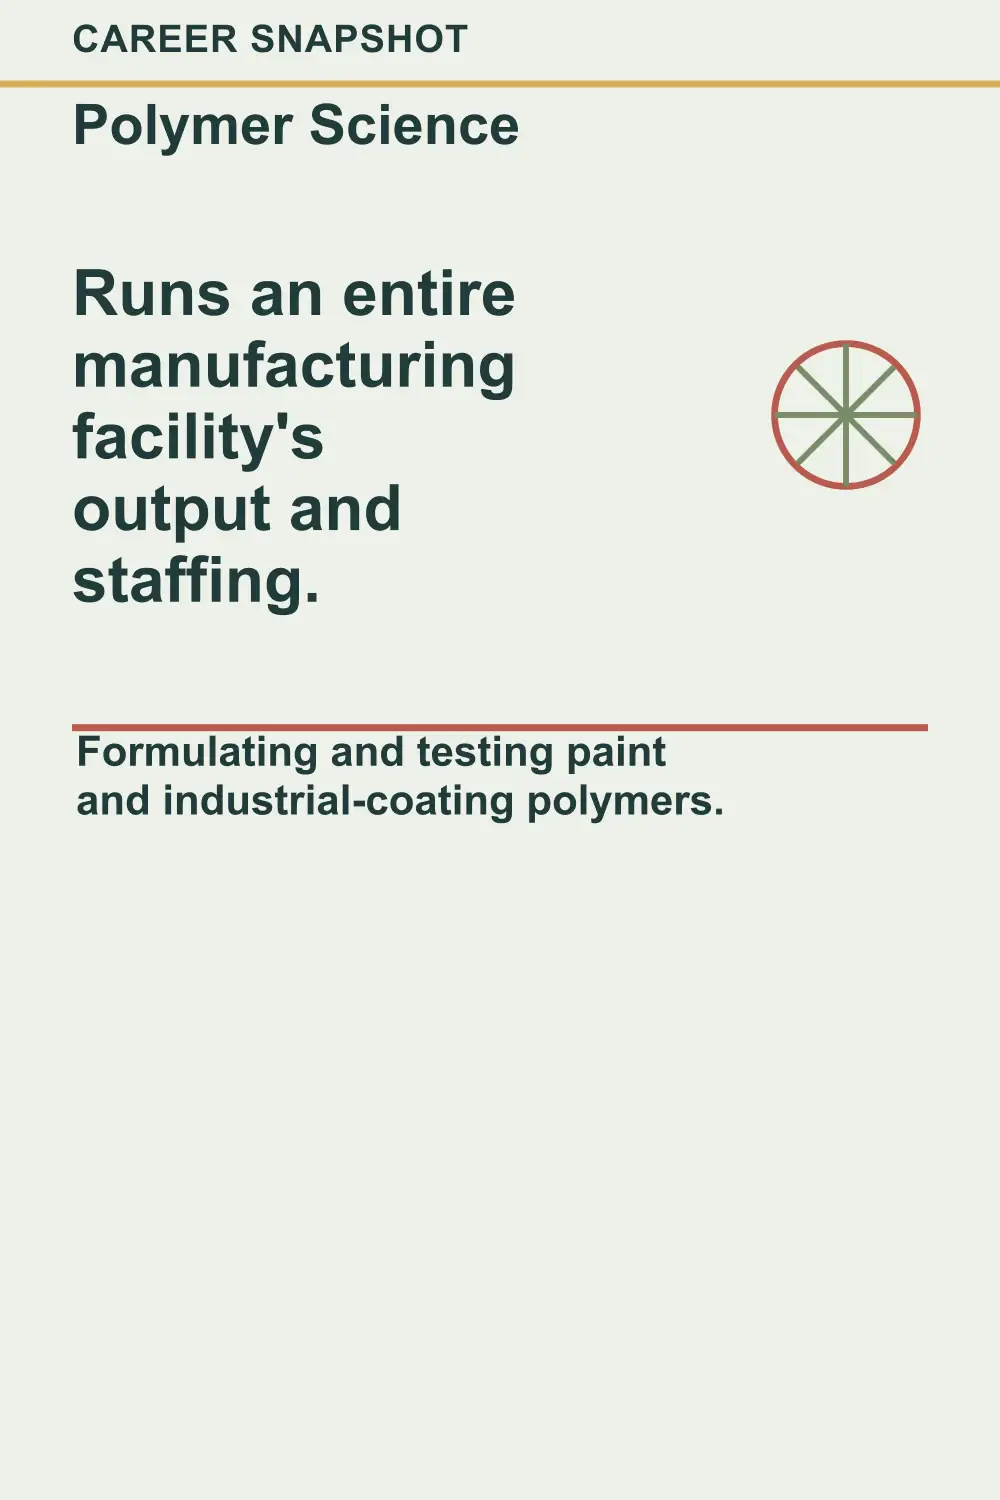 CAREER SNAPSHOT
Polymer Science
Runs an entire
manufacturing
facility's
output and
staffing.
Formulating and testing paint
and industrial-coating polymers.